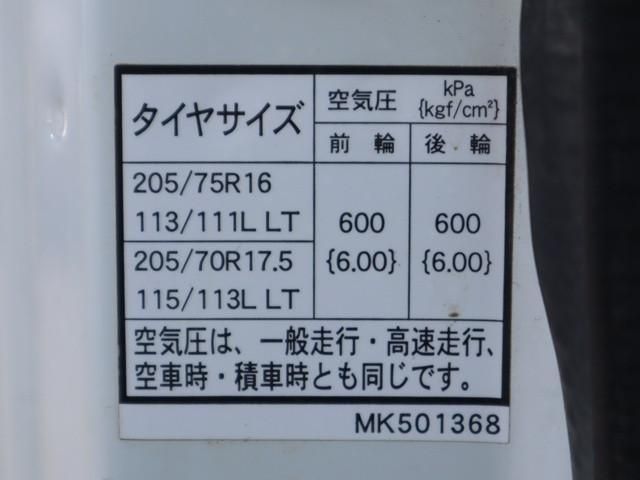 タイヤサイズ 空気圧 kPa {kgf/cm²}
前輪 後輪
205/75R16
113/111L LT 600 600
205/70R17.5 {6.00} {6.00}
115/113L LT
空気圧は、一般走行・高速走行、
空車時・積車時とも同じです。
MK501368